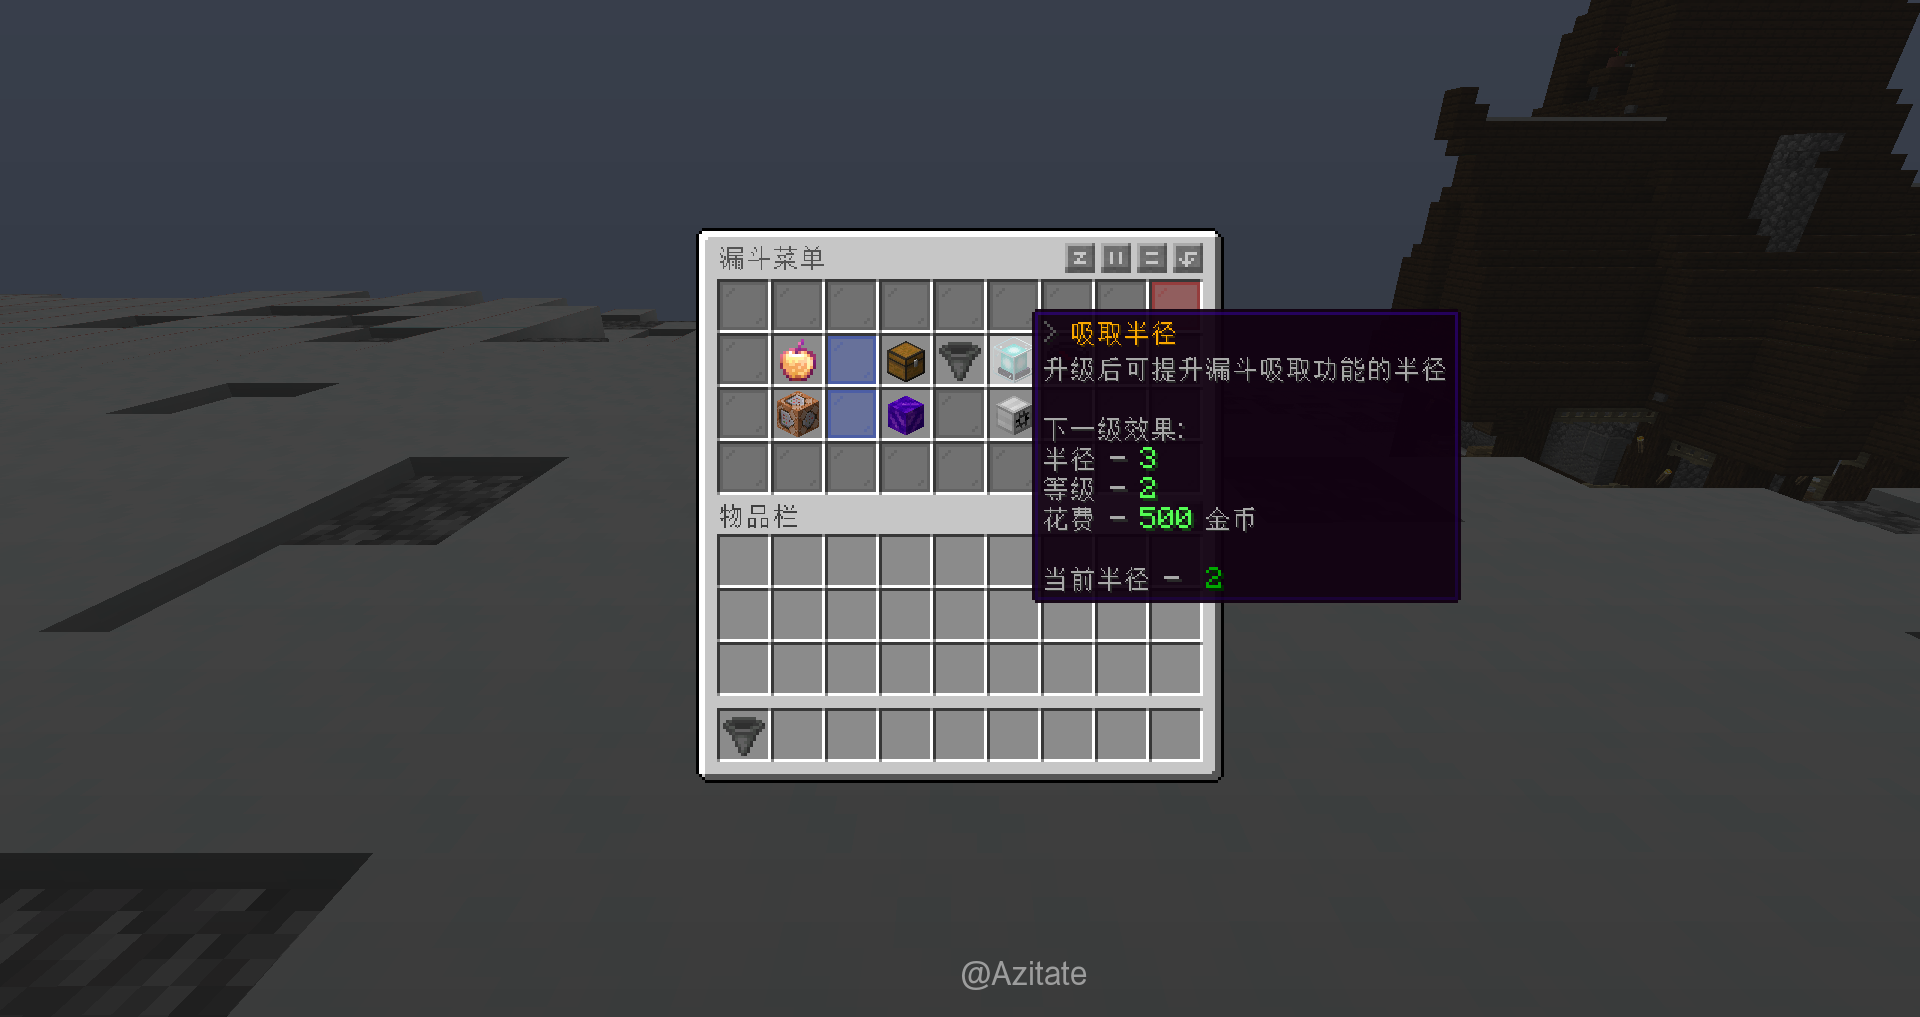 漏斗菜单
> 吸取半径
升级后可提升漏斗吸取功能的半径
下一级效果:
半径 - 3
等级 - 2
花费 - 500 金币
当前半径 - 2
物品栏
@Azitate